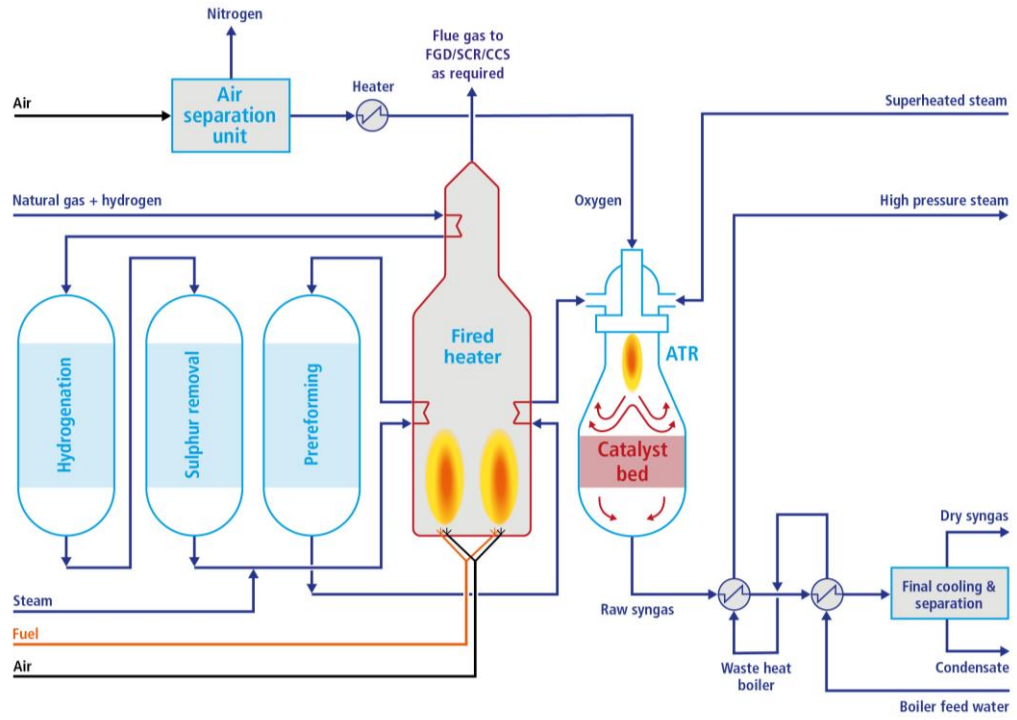 Nitrogen
Flue gas to
FGD/SCR/CCS
as required
Heater
Air
Air
separation
unit
Superheated steam
Natural gas + hydrogen
Oxygen
High pressure steam
Fired
heater
ATR
Hydrogenation
Sulphur removal
Prereforming
Catalyst
bed
Dry syngas
Final cooling &
separation
Steam
Raw syngas
Fuel
Air
Waste heat
boiler
Condensate
Boiler feed water